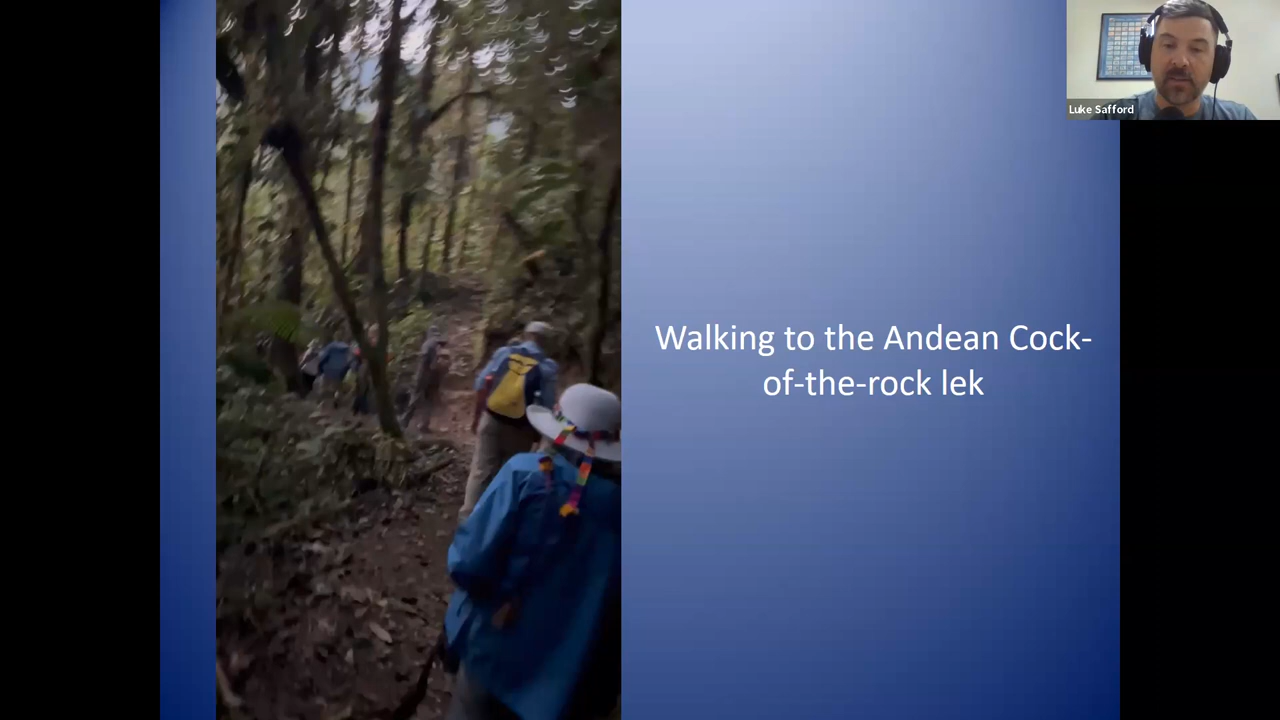 Luke Safford
Walking to the Andean Cock-
of-the-rock lek